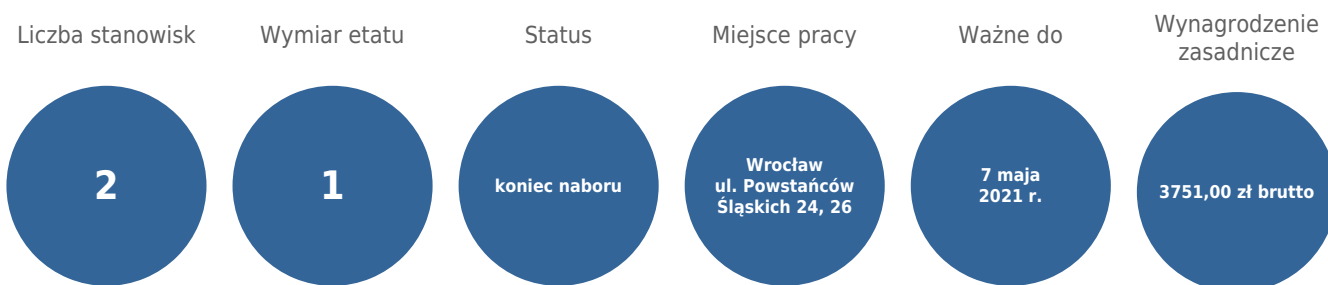 Liczba stanowisk
2
Wymiar etatu
1
Status
koniec naboru
Miejsce pracy
Wrocław
ul. Powstańców
Śląskich 24, 26
Ważne do
7 maja
2021 r.
Wynagrodzenie
zasadnicze
3751,00 zł brutto